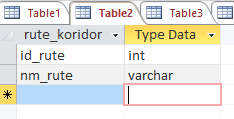 Table1 Table2 Table3
rute_koridor Type Data
id_rute int
nm_rute varchar